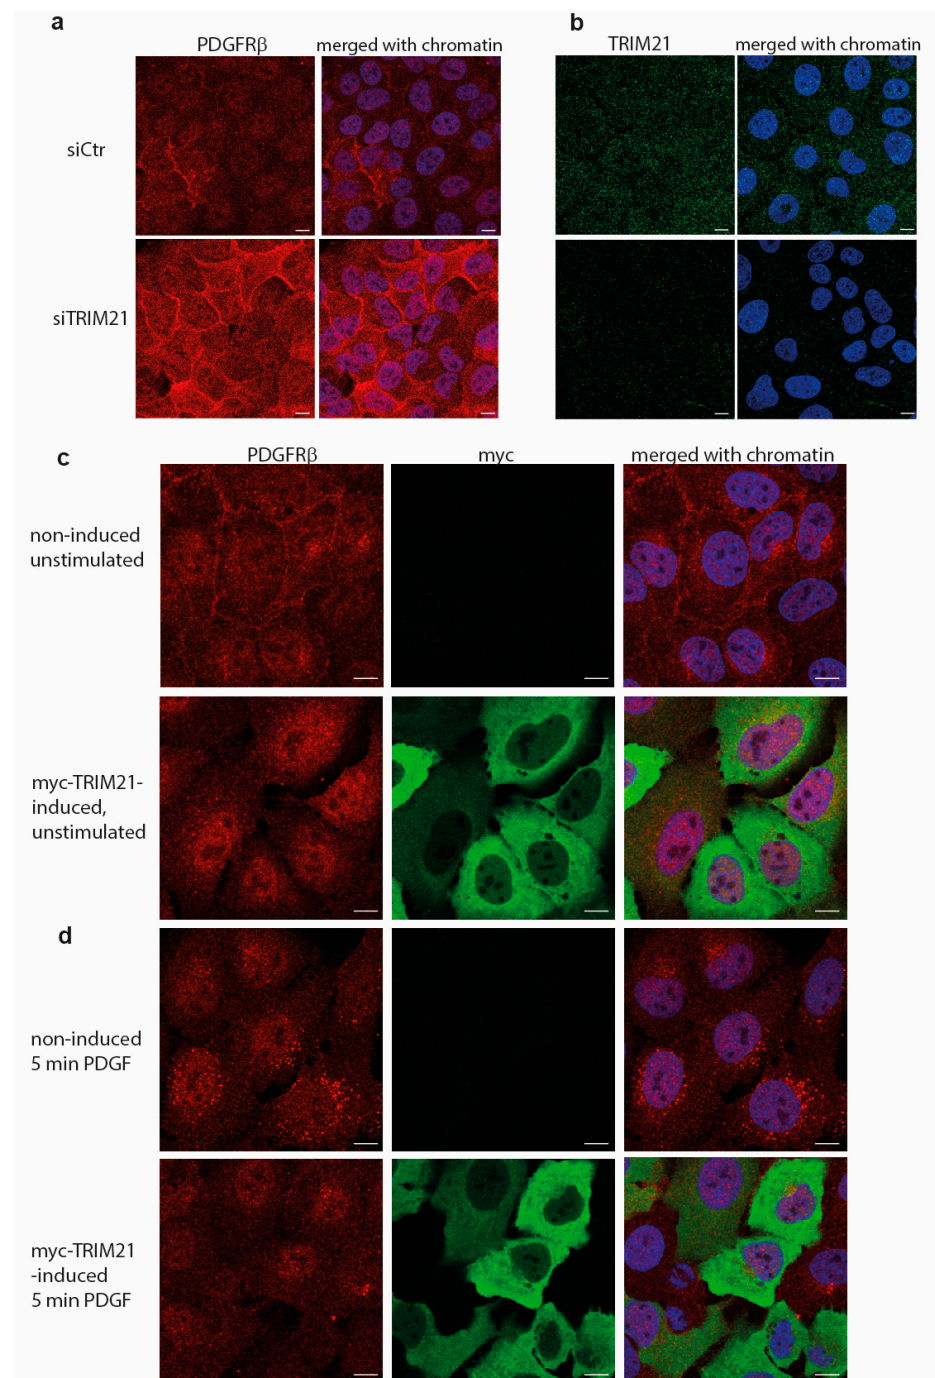 a
PDGFRβ
merged with chromatin
siCtr
siTRIM21
b
TRIM21
merged with chromatin
c
PDGFRβ
myc
merged with chromatin
non-induced
unstimulated
myc-TRIM21-
induced,
unstimulated
d
non-induced
5 min PDGF
myc-TRIM21
-induced
5 min PDGF